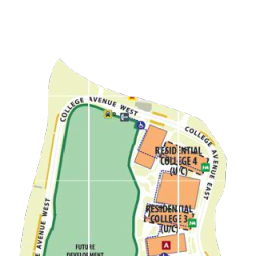 COLLEGE AVENUE WEST
COLLEGE AVENUE EAST
RESIDENTIAL
COLLEGE 4
(U/C)
RESIDENTIAL
COLLEGE 3
(U/C)
A
AVENUE WEST
FUTURE
DEVELOPMENT